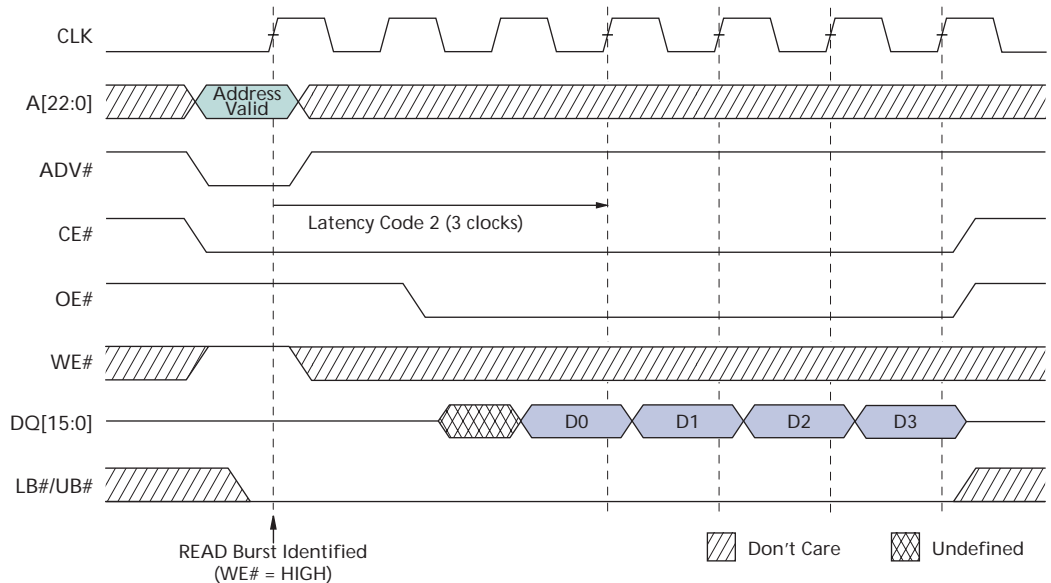 CLK
A[22:0]
Address
Valid
ADV#
Latency Code 2 (3 clocks)
CE#
OE#
WE#
DQ[15:0]
D0
D1
D2
D3
LB#/UB#
READ Burst Identified
(WE# = HIGH)
Don't Care
Undefined